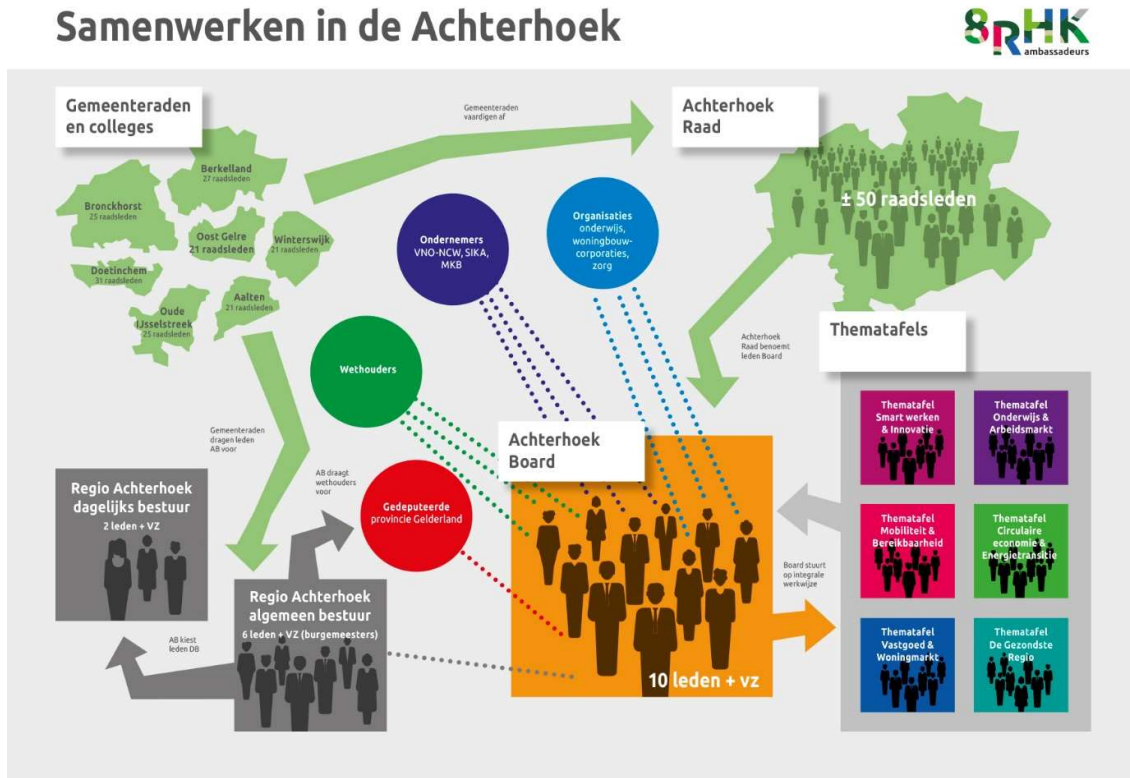 Samenwerken in de Achterhoek
8RHK
ambassadeurs
Gemeenteraden
en colleges
Gemeenteraden
vaardigen af
Achterhoek
Raad
Berkelland
27 raadsleden
Bronckhorst
25 raadsleden
Oost Gelre
21 raadsleden
Winterswijk
21 raadsleden
Doetinchem
31 raadsleden
Aalten
21 raadsleden
Oude
IJsselstreek
25 raadsleden
± 50 raadsleden
Ondernemers
VNO-NCW, SIKA,
MKB
Organisaties
onderwijs,
woningbouw-
corporaties,
zorg
Achterhoek
Raad benoemt
leden Board
Thematafels
Wethouders
Gemeenteraden
dragen leden
AB voor
AB draagt
wethouders
voor
Achterhoek
Board
Gedeputeerde
provincie Gelderland
Regio Achterhoek
dagelijks bestuur
2 leden + VZ
Regio Achterhoek
algemeen bestuur
6 leden + VZ (burgemeesters)
AB kiest
leden DB
10 leden + vz
Board stuurt
op integrale
werkwijze
Thematafel
Smart werken
& Innovatie
Thematafel
Onderwijs &
Arbeidsmarkt
Thematafel
Mobiliteit &
Bereikbaarheid
Thematafel
Circulaire
economie &
Energietransitie
Thematafel
Vastgoed &
Woningmarkt
Thematafel
De Gezondste
Regio